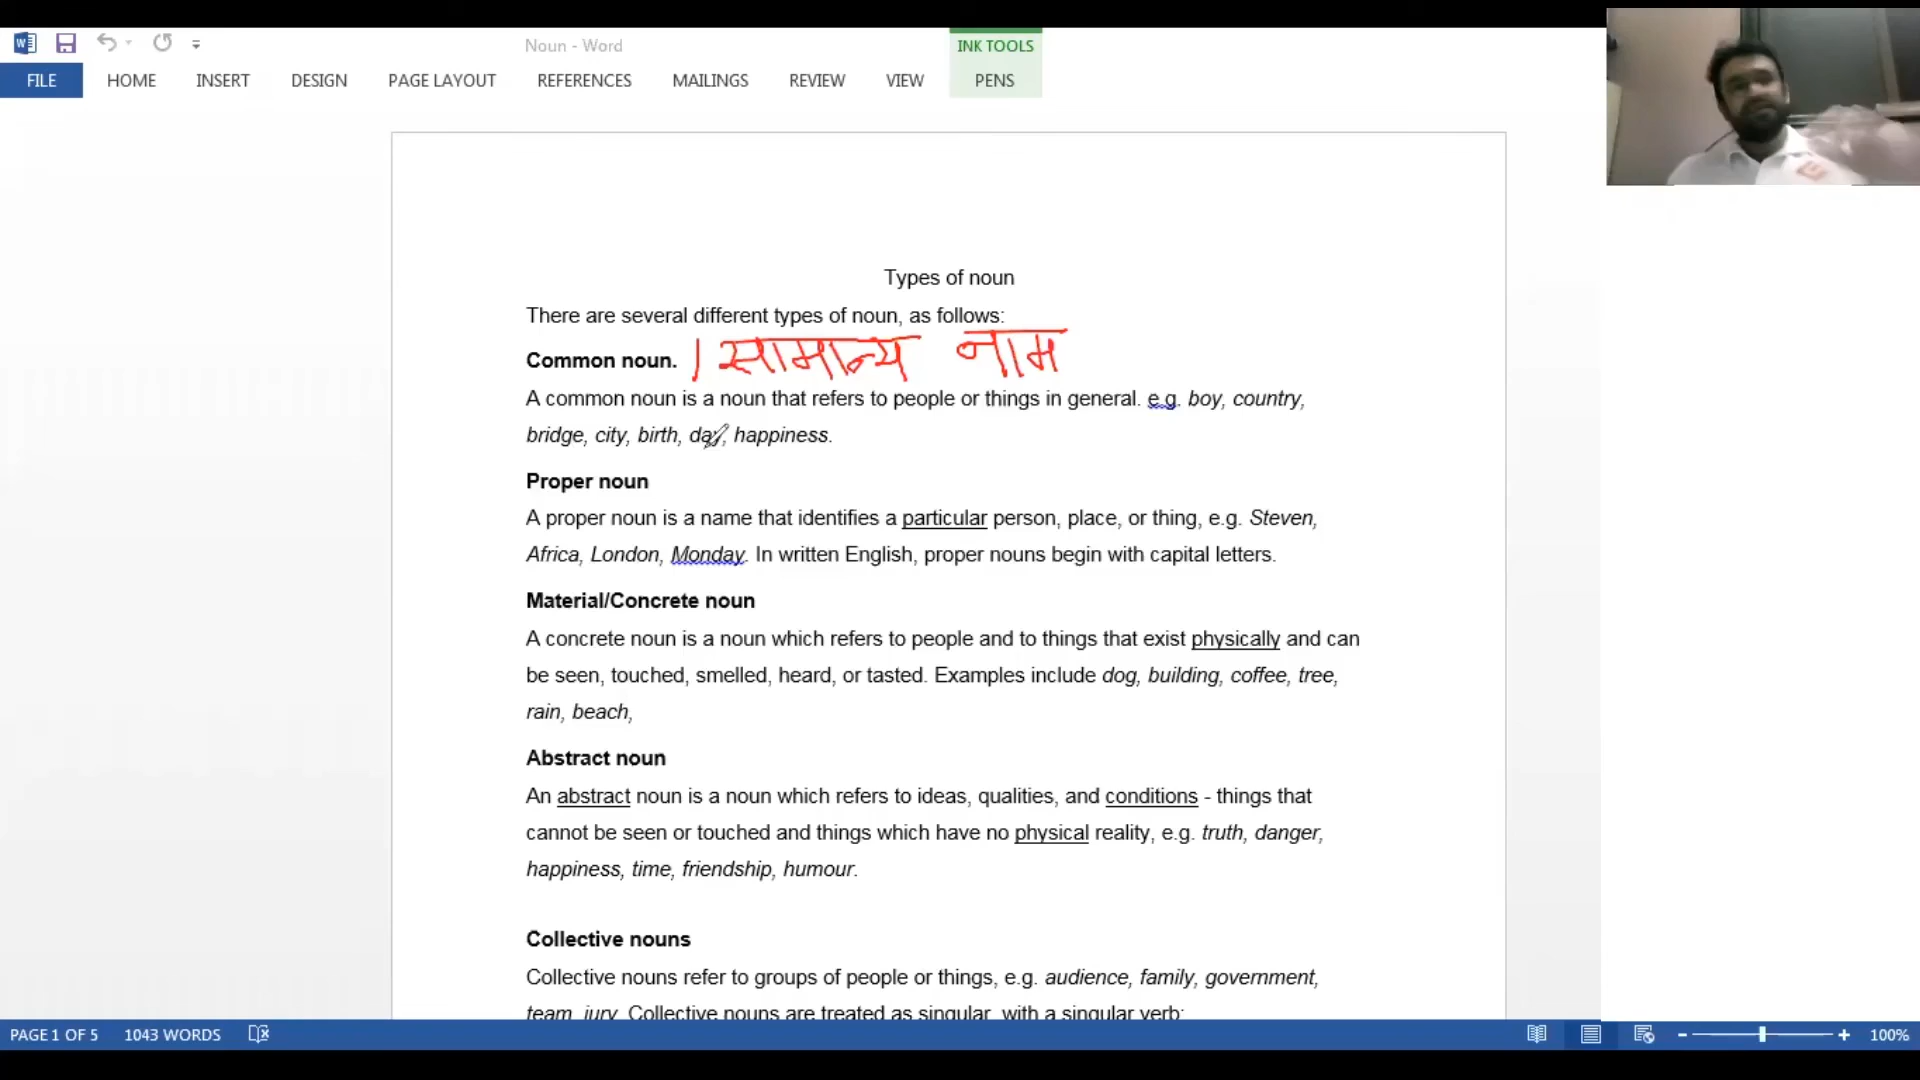 Noun - Word
INK TOOLS
FILE HOME INSERT DESIGN PAGE LAYOUT REFERENCES MAILINGS REVIEW VIEW PENS
Types of noun
There are several different types of noun, as follows:
Common noun. | सामान्य नाम
A common noun is a noun that refers to people or things in general. e.g. boy, country,
bridge, city, birth, day, happiness.
Proper noun
A proper noun is a name that identifies a particular person, place, or thing, e.g. Steven,
Africa, London, Monday. In written English, proper nouns begin with capital letters.
Material/Concrete noun
A concrete noun is a noun which refers to people and to things that exist physically and can
be seen, touched, smelled, heard, or tasted. Examples include dog, building, coffee, tree,
rain, beach,
Abstract noun
An abstract noun is a noun which refers to ideas, qualities, and conditions - things that
cannot be seen or touched and things which have no physical reality, e.g. truth, danger,
happiness, time, friendship, humour.
Collective nouns
Collective nouns refer to groups of people or things, e.g. audience, family, government,
team, jury. Collective nouns are treated as singular, with a singular verb:
PAGE 1 OF 5 1043 WORDS 100%